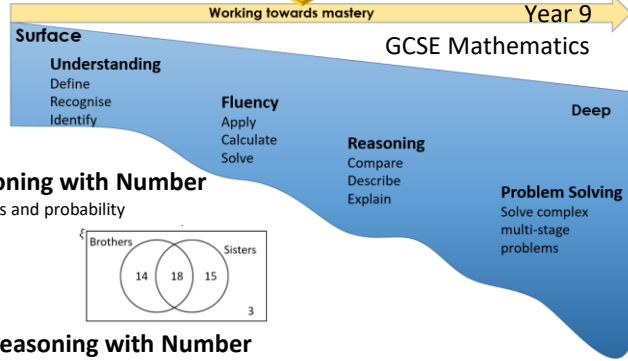 Working towards mastery
Year 9
GCSE Mathematics
Surface
Understanding
Define
Recognise
Identify
Fluency
Apply
Calculate
Solve
Reasoning
Compare
Describe
Explain
Deep
Problem Solving
Solve complex
multi-stage
problems
oning with Number
s and probability
ξ
Brothers
Sisters
14
18
15
3
easoning with Number